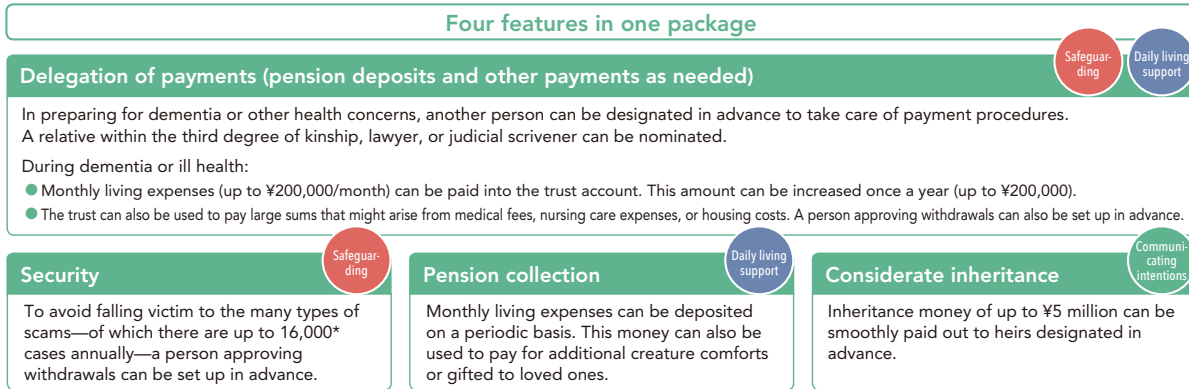 Four features in one package
Delegation of payments (pension deposits and other payments as needed)
Safeguar-
ding
Daily living
support
In preparing for dementia or other health concerns, another person can be designated in advance to take care of payment procedures.
A relative within the third degree of kinship, lawyer, or judicial scrivener can be nominated.
During dementia or ill health:
● Monthly living expenses (up to ¥200,000/month) can be paid into the trust account. This amount can be increased once a year (up to ¥200,000).
● The trust can also be used to pay large sums that might arise from medical fees, nursing care expenses, or housing costs. A person approving withdrawals can also be set up in advance.
Security
Safeguar-
ding
To avoid falling victim to the many types of
scams—of which there are up to 16,000*
cases annually—a person approving
withdrawals can be set up in advance.
Pension collection
Daily living
support
Monthly living expenses can be deposited
on a periodic basis. This money can also be
used to pay for additional creature comforts
or gifted to loved ones.
Considerate inheritance
Communi-
cating
intentions
Inheritance money of up to ¥5 million can be
smoothly paid out to heirs designated in
advance.